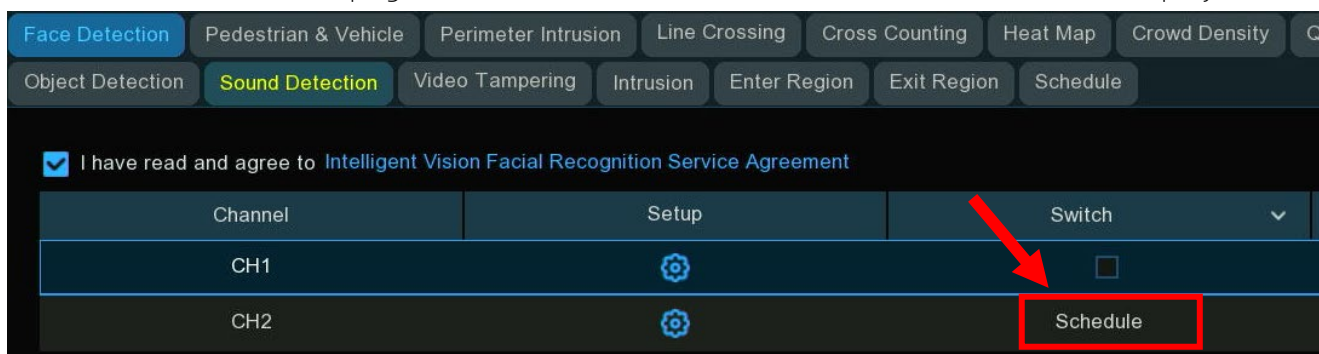 Face Detection Pedestrian & Vehicle Perimeter Intrusion Line Crossing Cross Counting Heat Map Crowd Density
Object Detection Sound Detection Video Tampering Intrusion Enter Region Exit Region Schedule
I have read and agree to Intelligent Vision Facial Recognition Service Agreement
Channel Setup Switch
CH1
CH2 Schedule